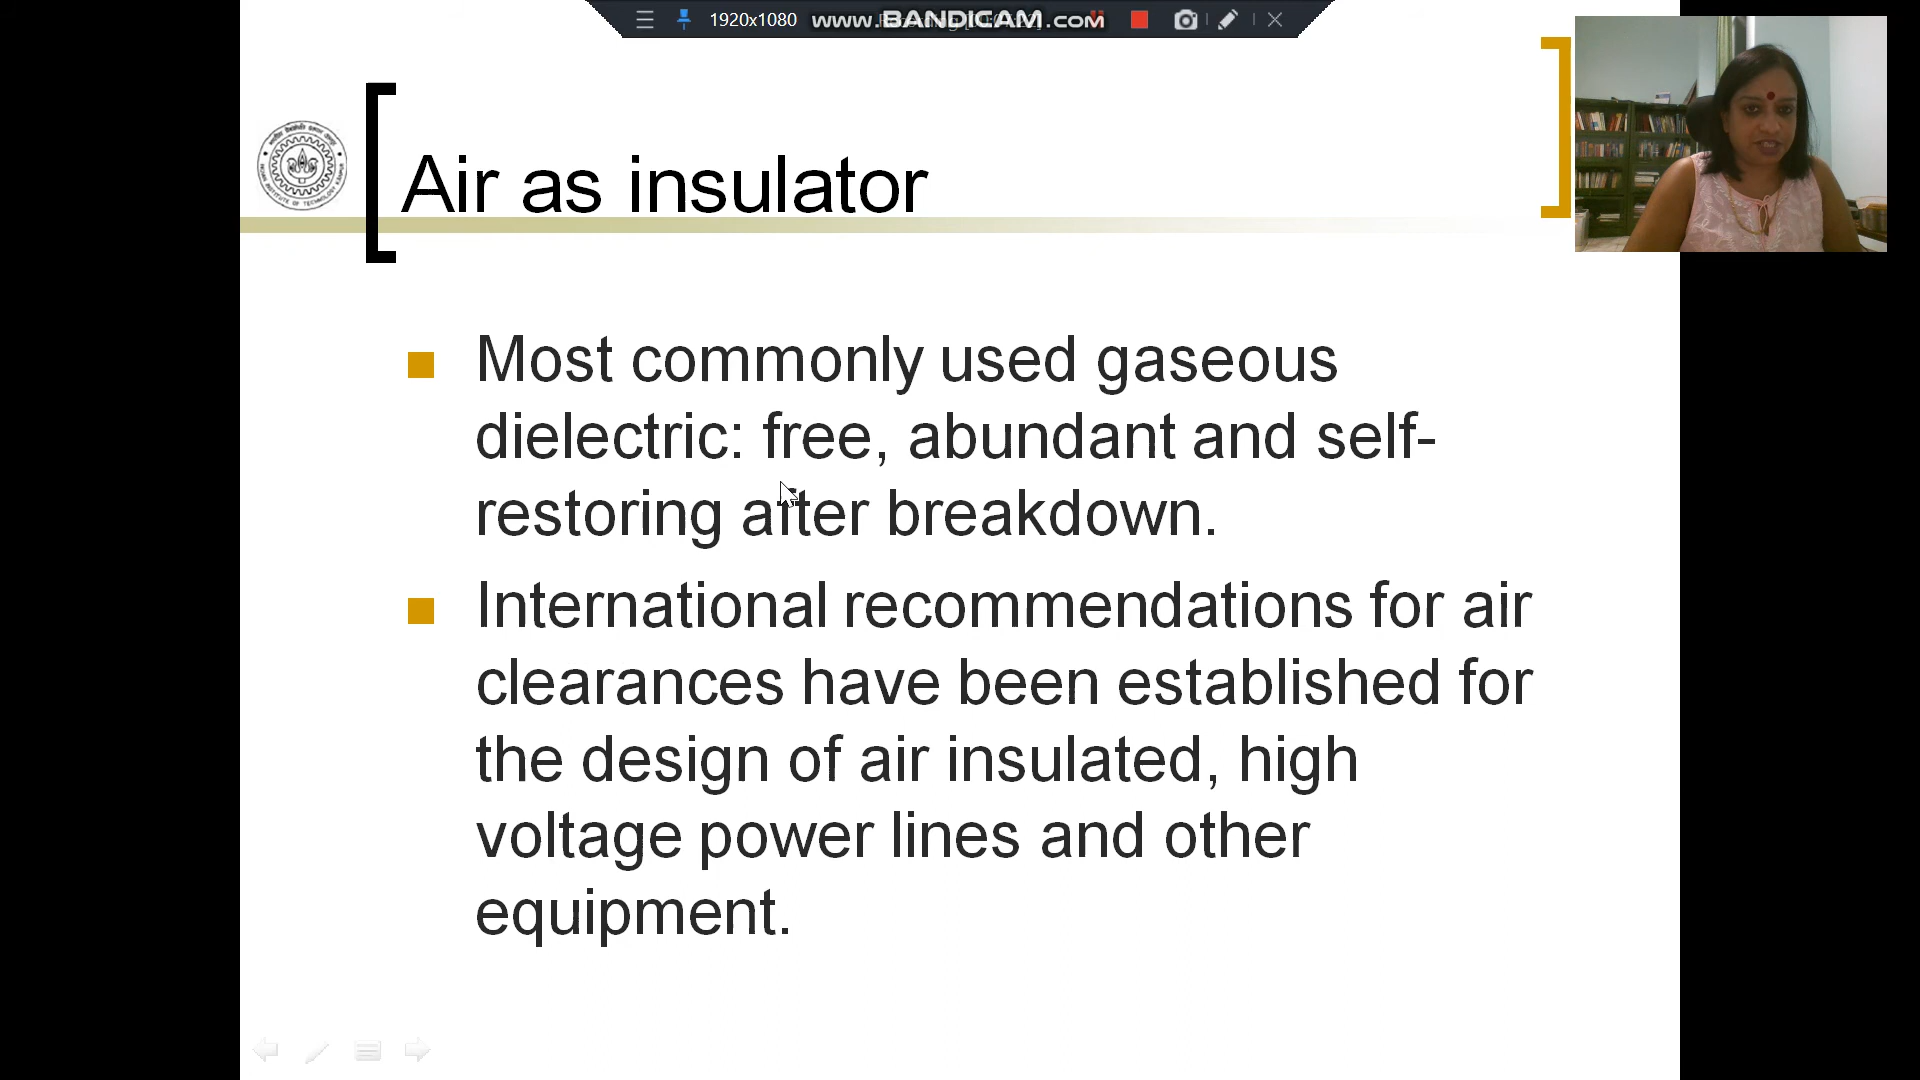 1920x1080
www.BANDICAM.com
Air as insulator
Most commonly used gaseous
dielectric: free, abundant and self-
restoring after breakdown.
International recommendations for air
clearances have been established for
the design of air insulated, high
voltage power lines and other
equipment.